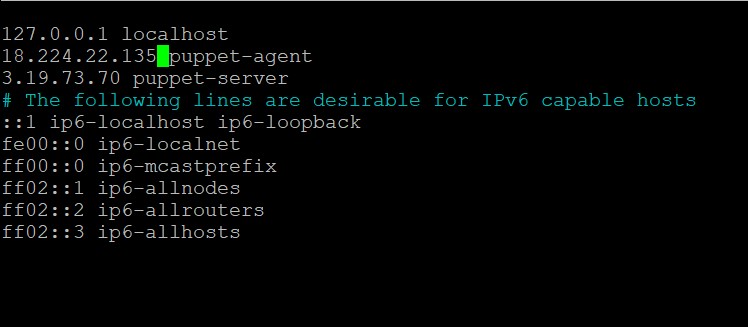 127.0.0.1 localhost
18.224.22.135 puppet-agent
3.19.73.70 puppet-server
# The following lines are desirable for IPv6 capable hosts
::1 ip6-localhost ip6-loopback
fe00::0 ip6-localnet
ff00::0 ip6-mcastprefix
ff02::1 ip6-allnodes
ff02::2 ip6-allrouters
ff02::3 ip6-allhosts